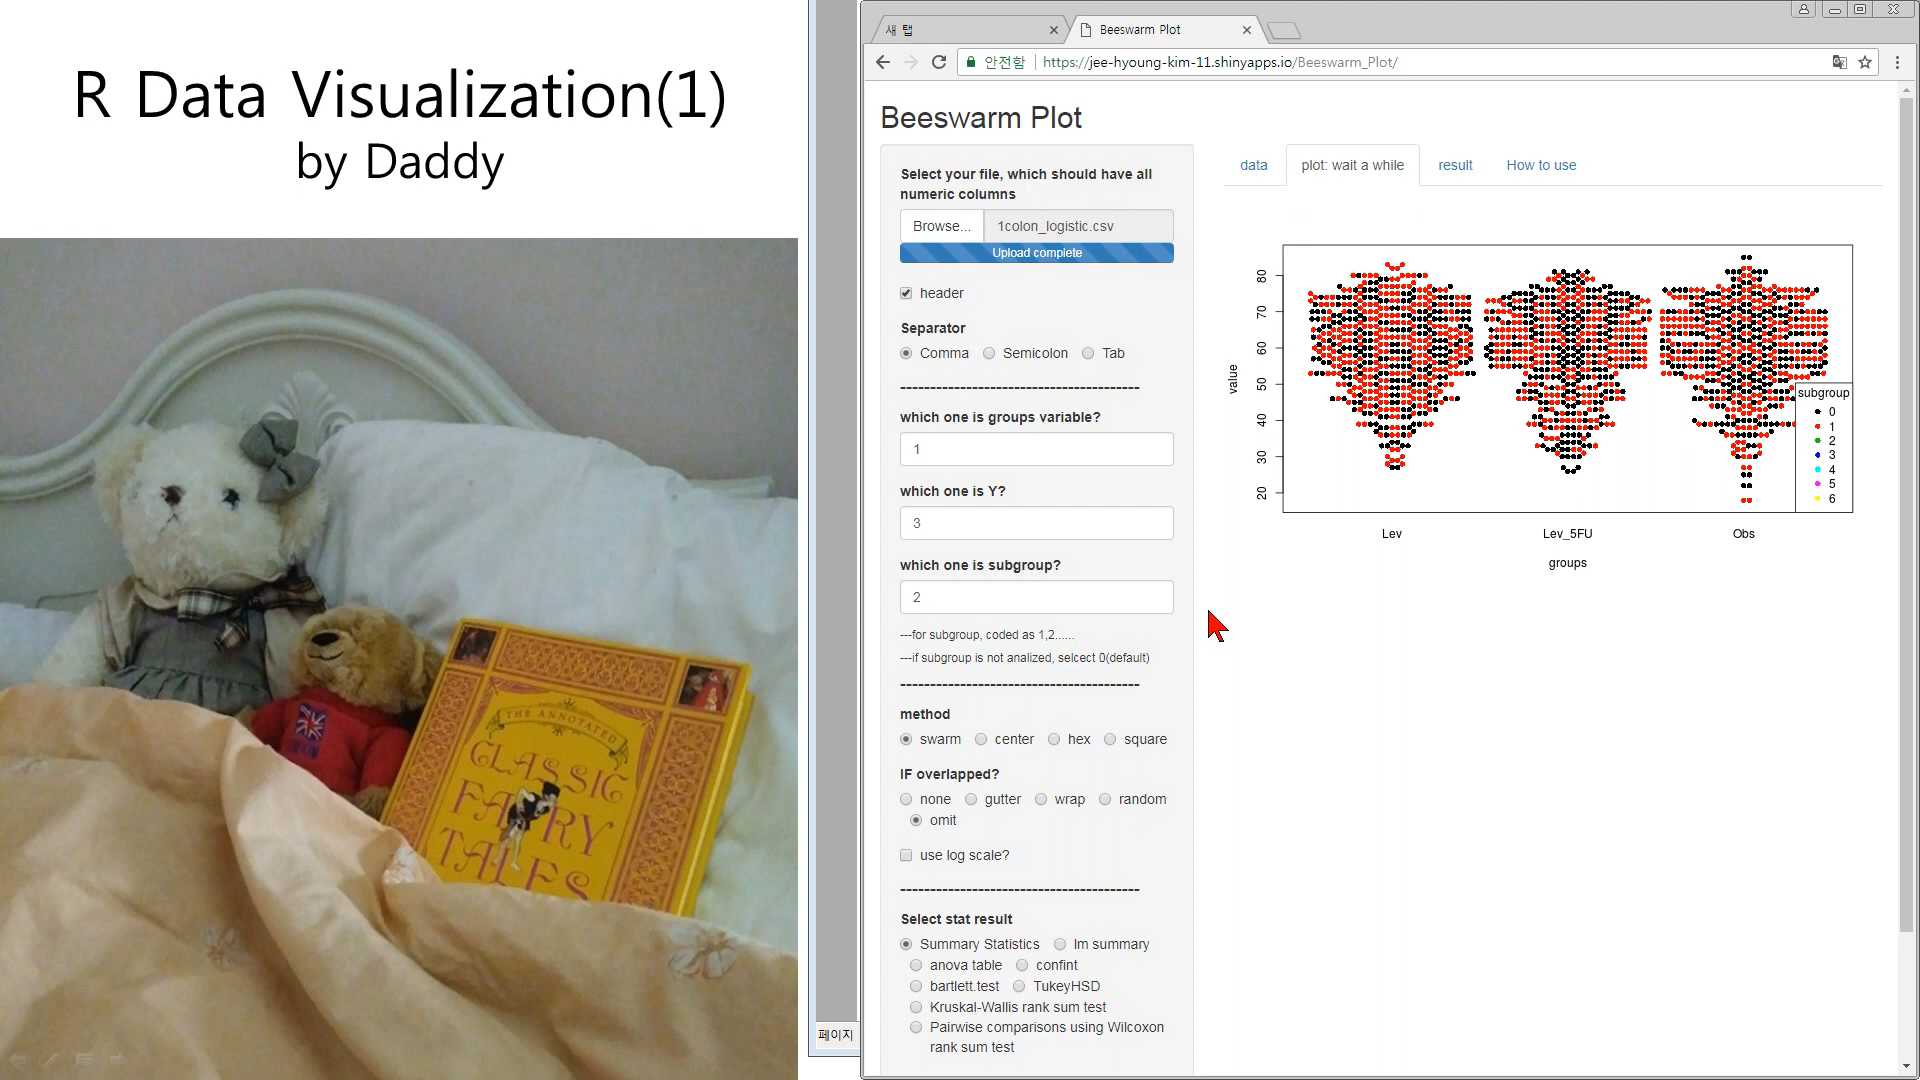 R Data Visualization(1)
by Daddy
THE ANNOTATED
CLASSIC
FAIRY
TALES
페이지
새 탭
Beeswarm Plot
안전함
https://jee-hyoung-kim-11.shinyapps.io/Beeswarm_Plot/
Beeswarm Plot
Select your file, which should have all
numeric columns
Browse...
1colon_logistic.csv
Upload complete
header
Separator
Comma Semicolon Tab
----------------------------------------
which one is groups variable?
1
which one is Y?
3
which one is subgroup?
2
---for subgroup, coded as 1,2......
---if subgroup is not analized, selcect 0(default)
----------------------------------------
method
swarm center hex square
IF overlapped?
none gutter wrap random
omit
use log scale?
----------------------------------------
Select stat result
Summary Statistics lm summary
anova table confint
bartlett.test TukeyHSD
Kruskal-Wallis rank sum test
Pairwise comparisons using Wilcoxon
rank sum test
data plot: wait a while result How to use
value
80
70
60
50
40
30
20
subgroup
0
1
2
3
4
5
6
Lev Lev_5FU Obs
groups